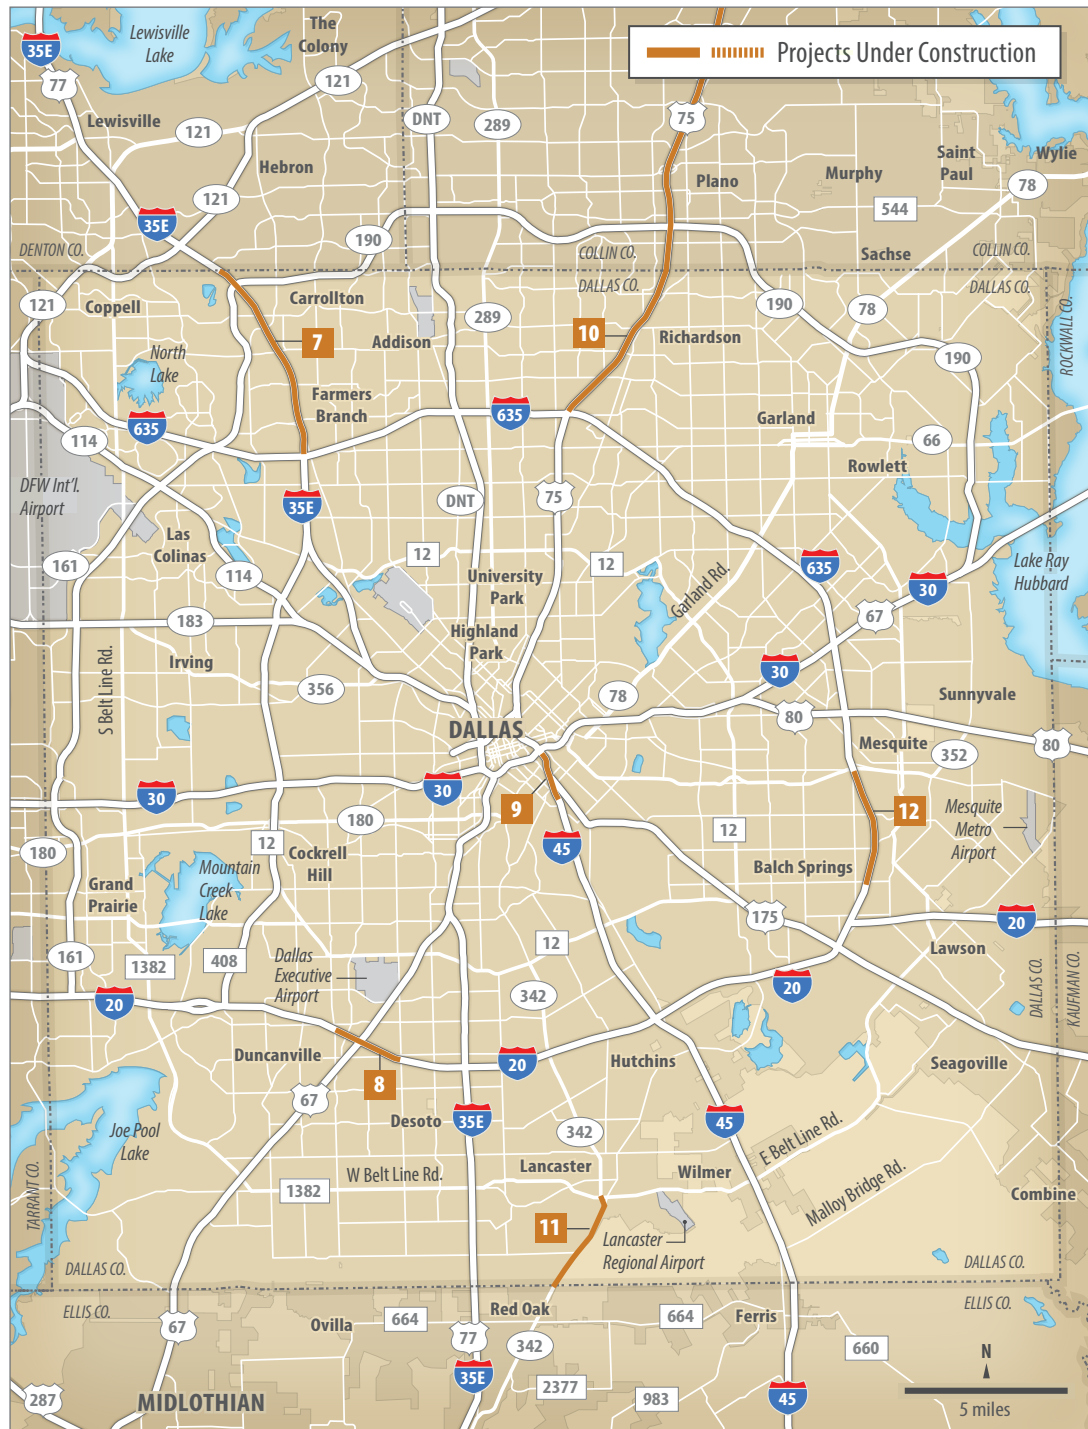 The
Colony
Lewisville
Lake
35E
77
121
Projects Under Construction
DNT
289
75
Lewisville
121
Hebron
Saint
Paul
Wylie
Plano
Murphy
78
121
544
35E
190
DENTON CO.
COLLIN CO.
DALLAS CO.
Sachse
COLLIN CO.
DALLAS CO.
121
Coppell
Carrollton
289
190
78
ROCKWALL CO.
7
Addison
10
Richardson
190
North
Lake
Farmers
Branch
635
635
Garland
114
66
Rowlett
DFW Int'l.
Airport
35E
DNT
75
Las
Colinas
12
12
161
114
University
Park
635
Lake Ray
Hubbard
30
Garland Rd.
183
67
Highland
Park
Irving
30
S Belt Line Rd.
356
78
Sunnyvale
80
DALLAS
Mesquite
352
80
30
30
9
12
Mesquite
Metro
Airport
180
12
180
12
45
Cockrell
Hill
Balch Springs
Mountain
Creek
Lake
Grand
Prairie
175
20
161
1382
408
Dallas
Executive
Airport
12
Lawson
DALLAS CO.
KAUFMAN CO.
20
20
342
Duncanville
8
20
Hutchins
Seagoville
67
Desoto
35E
342
45
Joe Pool
Lake
E Belt Line Rd.
Lancaster
Wilmer
W Belt Line Rd.
1382
Malloy Bridge Rd.
Combine
TARRANT CO.
11
Lancaster
Regional Airport
DALLAS CO.
DALLAS CO.
ELLIS CO.
ELLIS CO.
Red Oak
67
Ovilla
664
664
Ferris
77
342
660
N
35E
2377
983
45
287
MIDLOTHIAN
5 miles